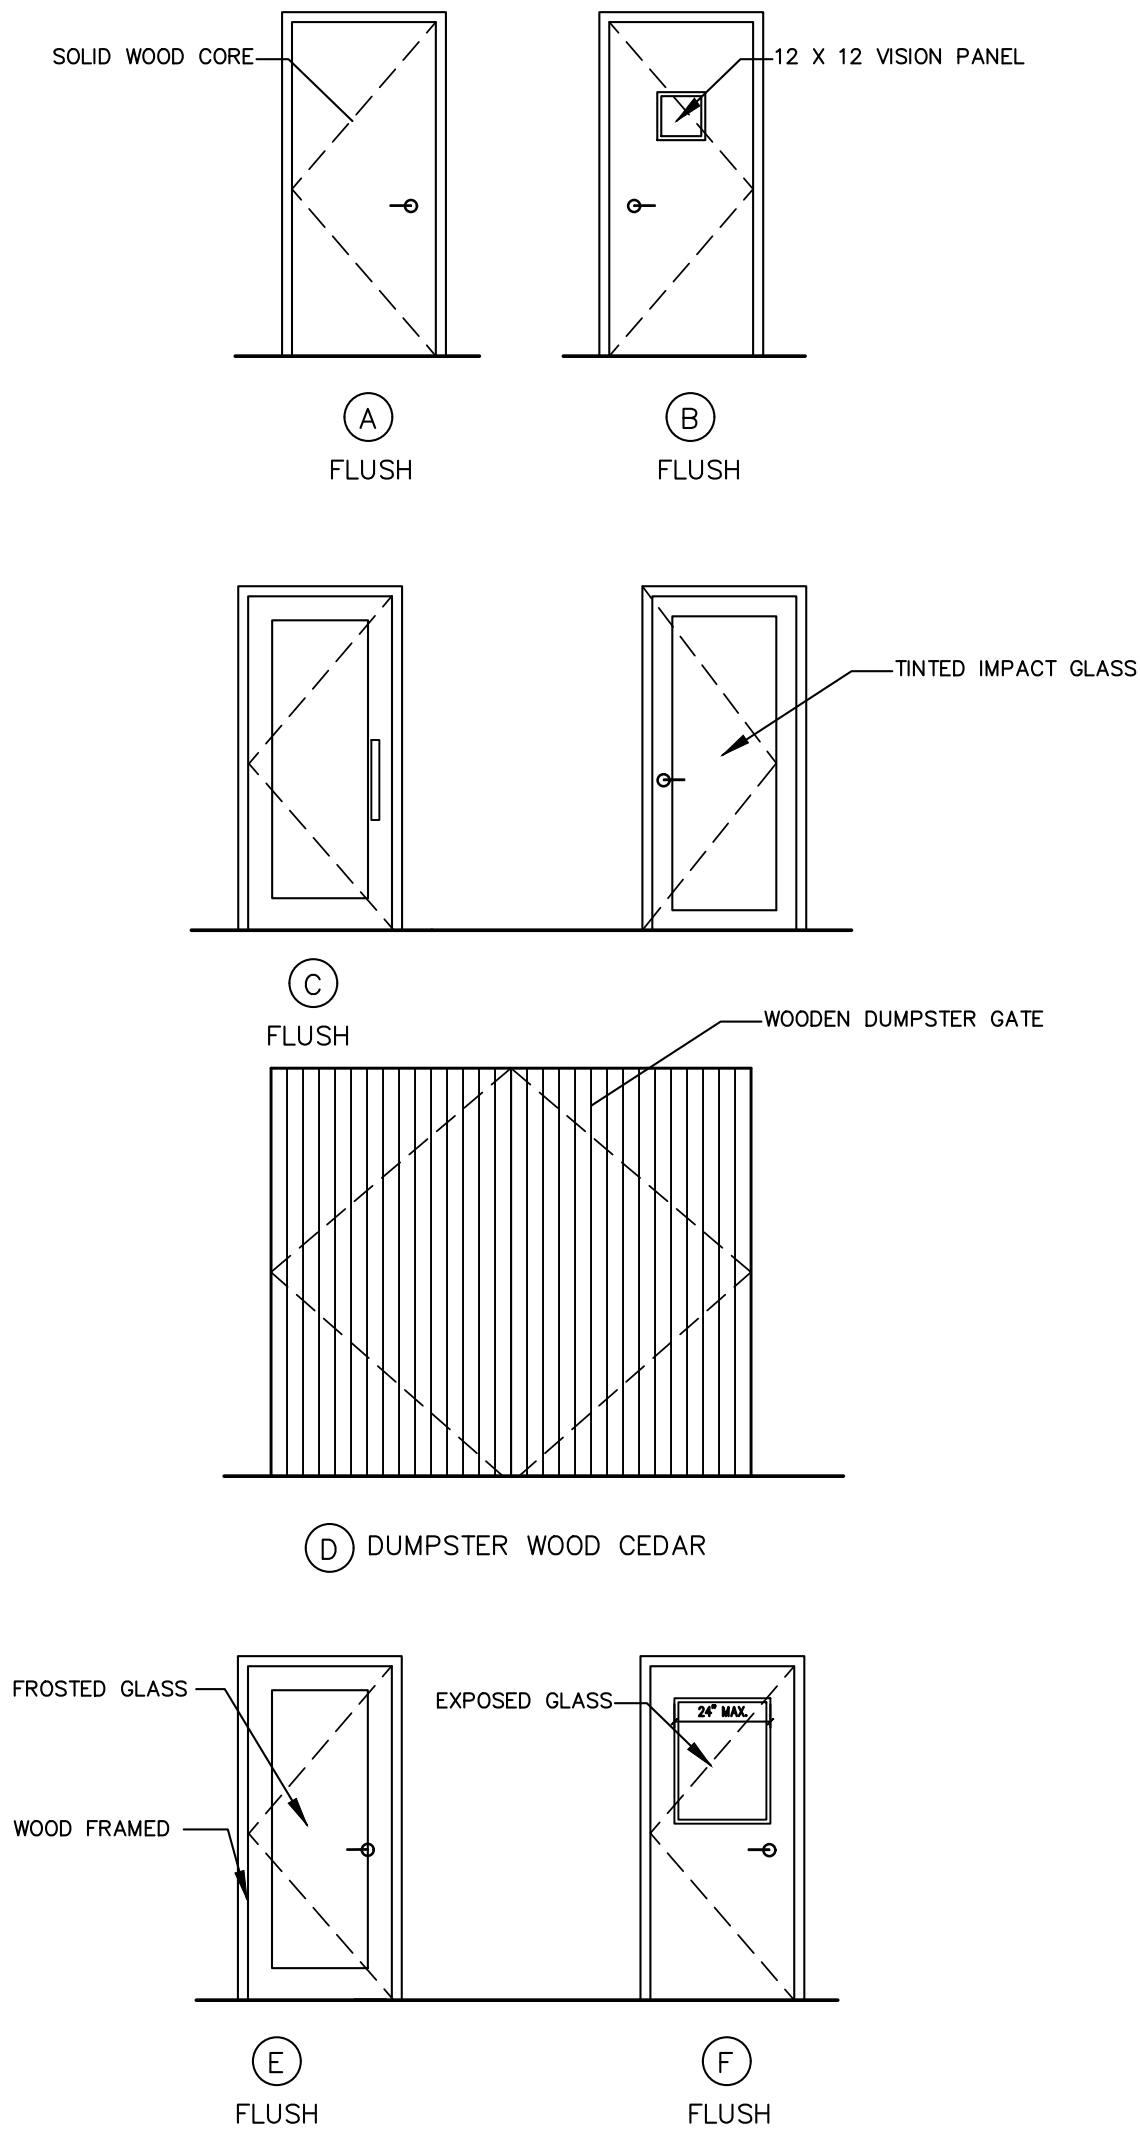 SOLID WOOD CORE
12 X 12 VISION PANEL
A
B
FLUSH
FLUSH
TINTED IMPACT GLASS
C
FLUSH
WOODEN DUMPSTER GATE
D DUMPSTER WOOD CEDAR
FROSTED GLASS
EXPOSED GLASS
24" MAX.
WOOD FRAMED
E
F
FLUSH
FLUSH